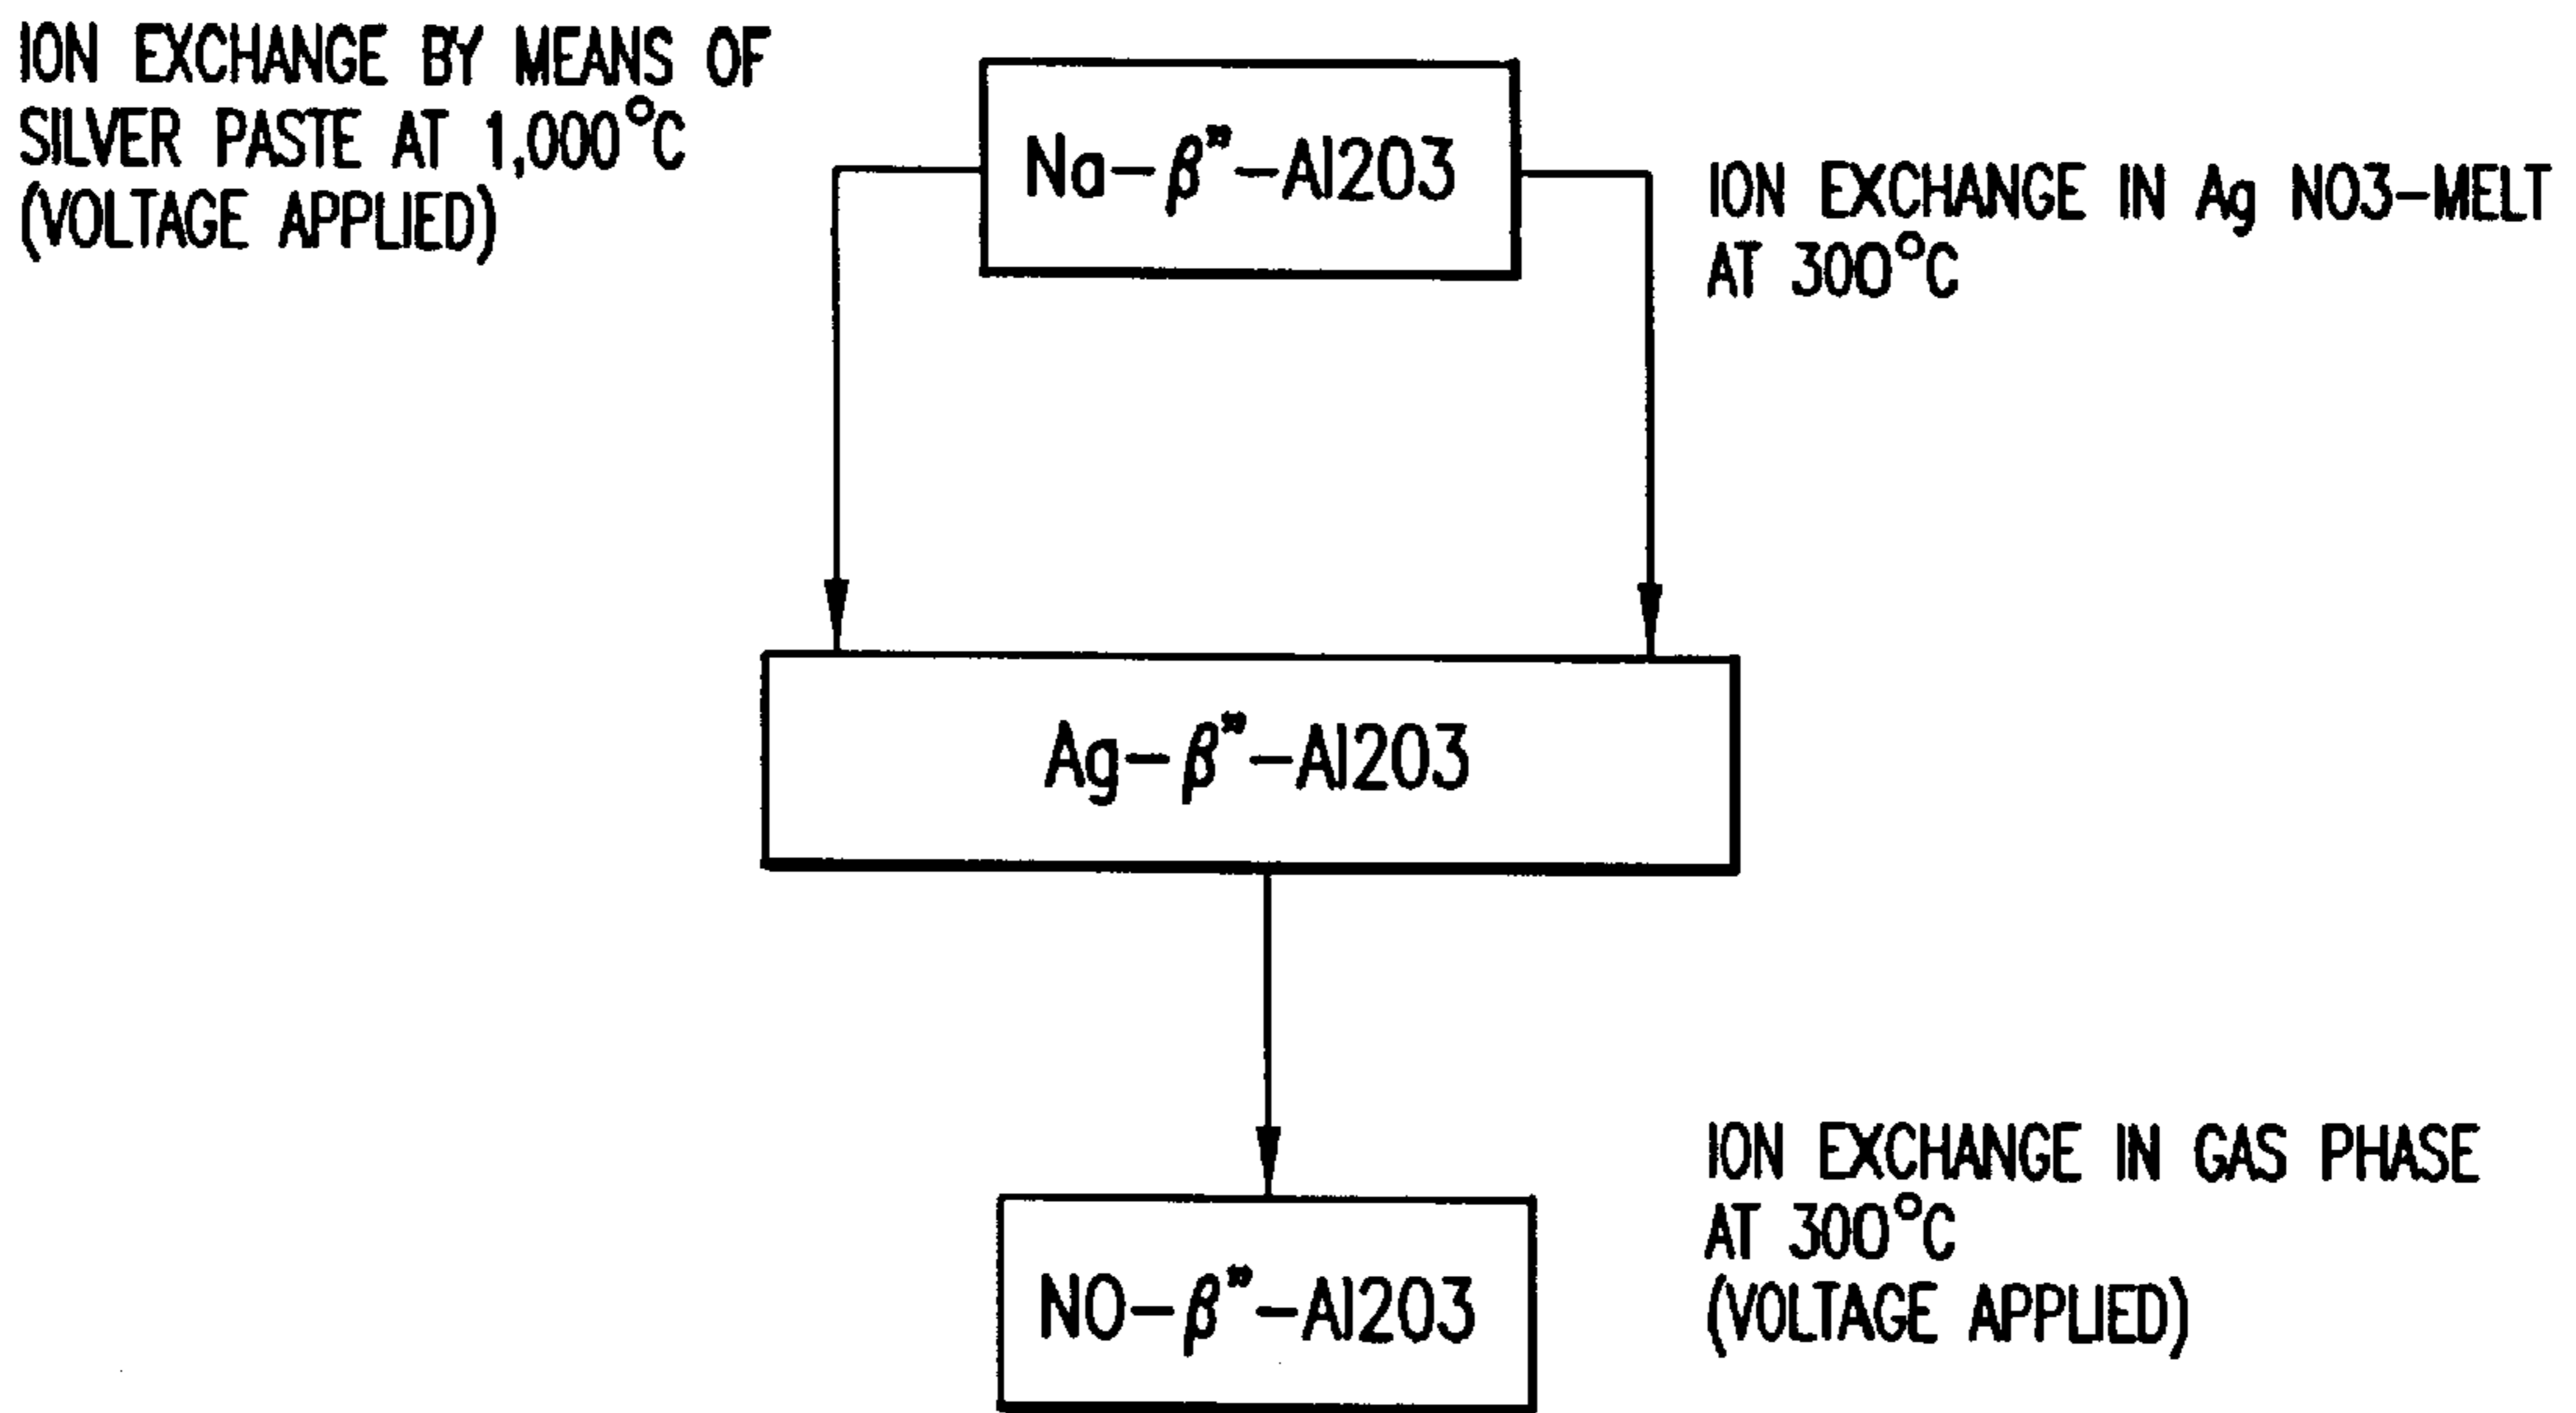 ION EXCHANGE BY MEANS OF
SILVER PASTE AT 1,000°C
(VOLTAGE APPLIED)
Na-β"-Al2O3
ION EXCHANGE IN Ag NO3-MELT
AT 300°C
Ag-β"-Al2O3
ION EXCHANGE IN GAS PHASE
AT 300°C
(VOLTAGE APPLIED)
NO-β"-Al2O3